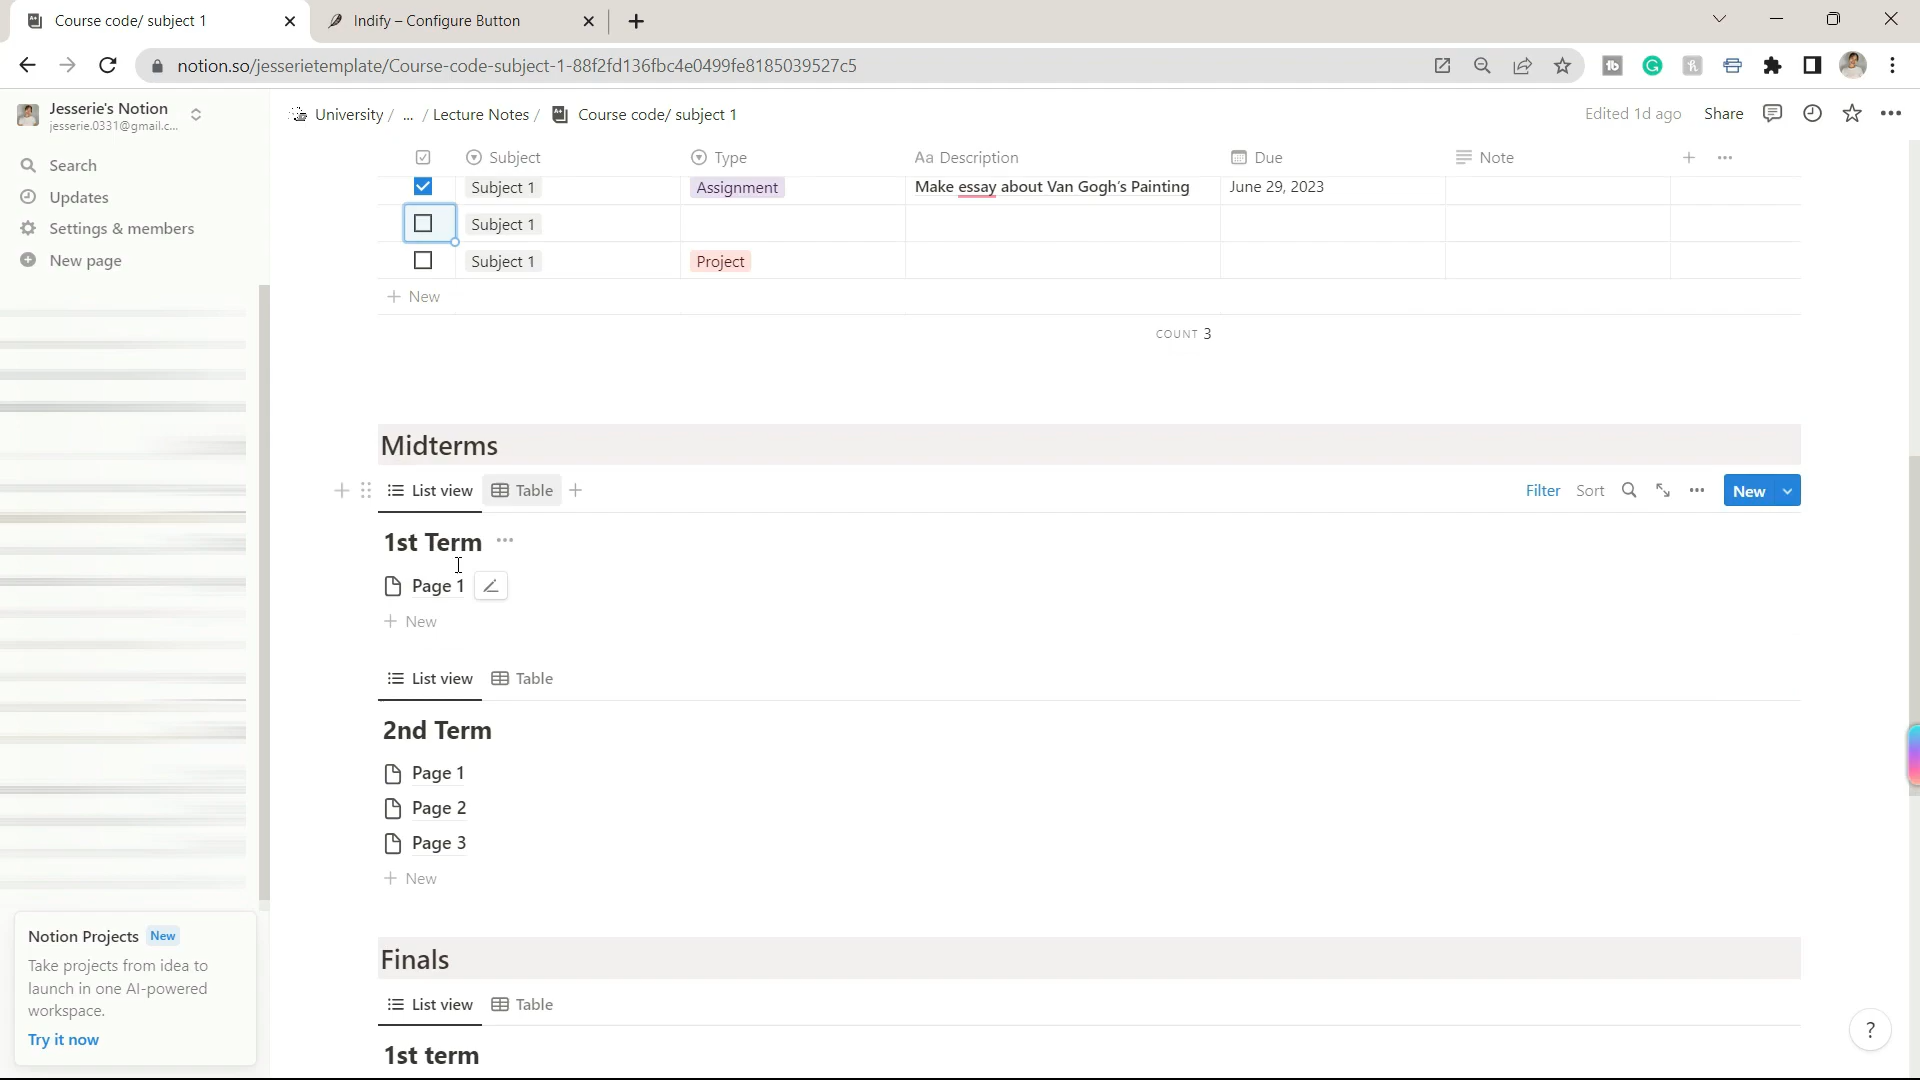 Course code/ subject 1
Indify – Configure Button
notion.so/jesserietemplate/Course-code-subject-1-88f2fd136fbc4e0499fe8185039527c5
Jesserie's Notion
jesserie.0331@gmail.c...
University / ... / Lecture Notes / Course code/ subject 1
Edited 1d ago Share
Search
Updates
Settings & members
New page
Subject Type Aa Description Due Note
Subject 1 Assignment Make essay about Van Gogh's Painting June 29, 2023
Subject 1
Subject 1 Project
+ New
COUNT 3
Midterms
List view Table
Filter Sort New
1st Term
Page 1
+ New
List view Table
2nd Term
Page 1
Page 2
Page 3
+ New
Finals
List view Table
1st term
Notion Projects New
Take projects from idea to
launch in one AI-powered
workspace.
Try it now
?